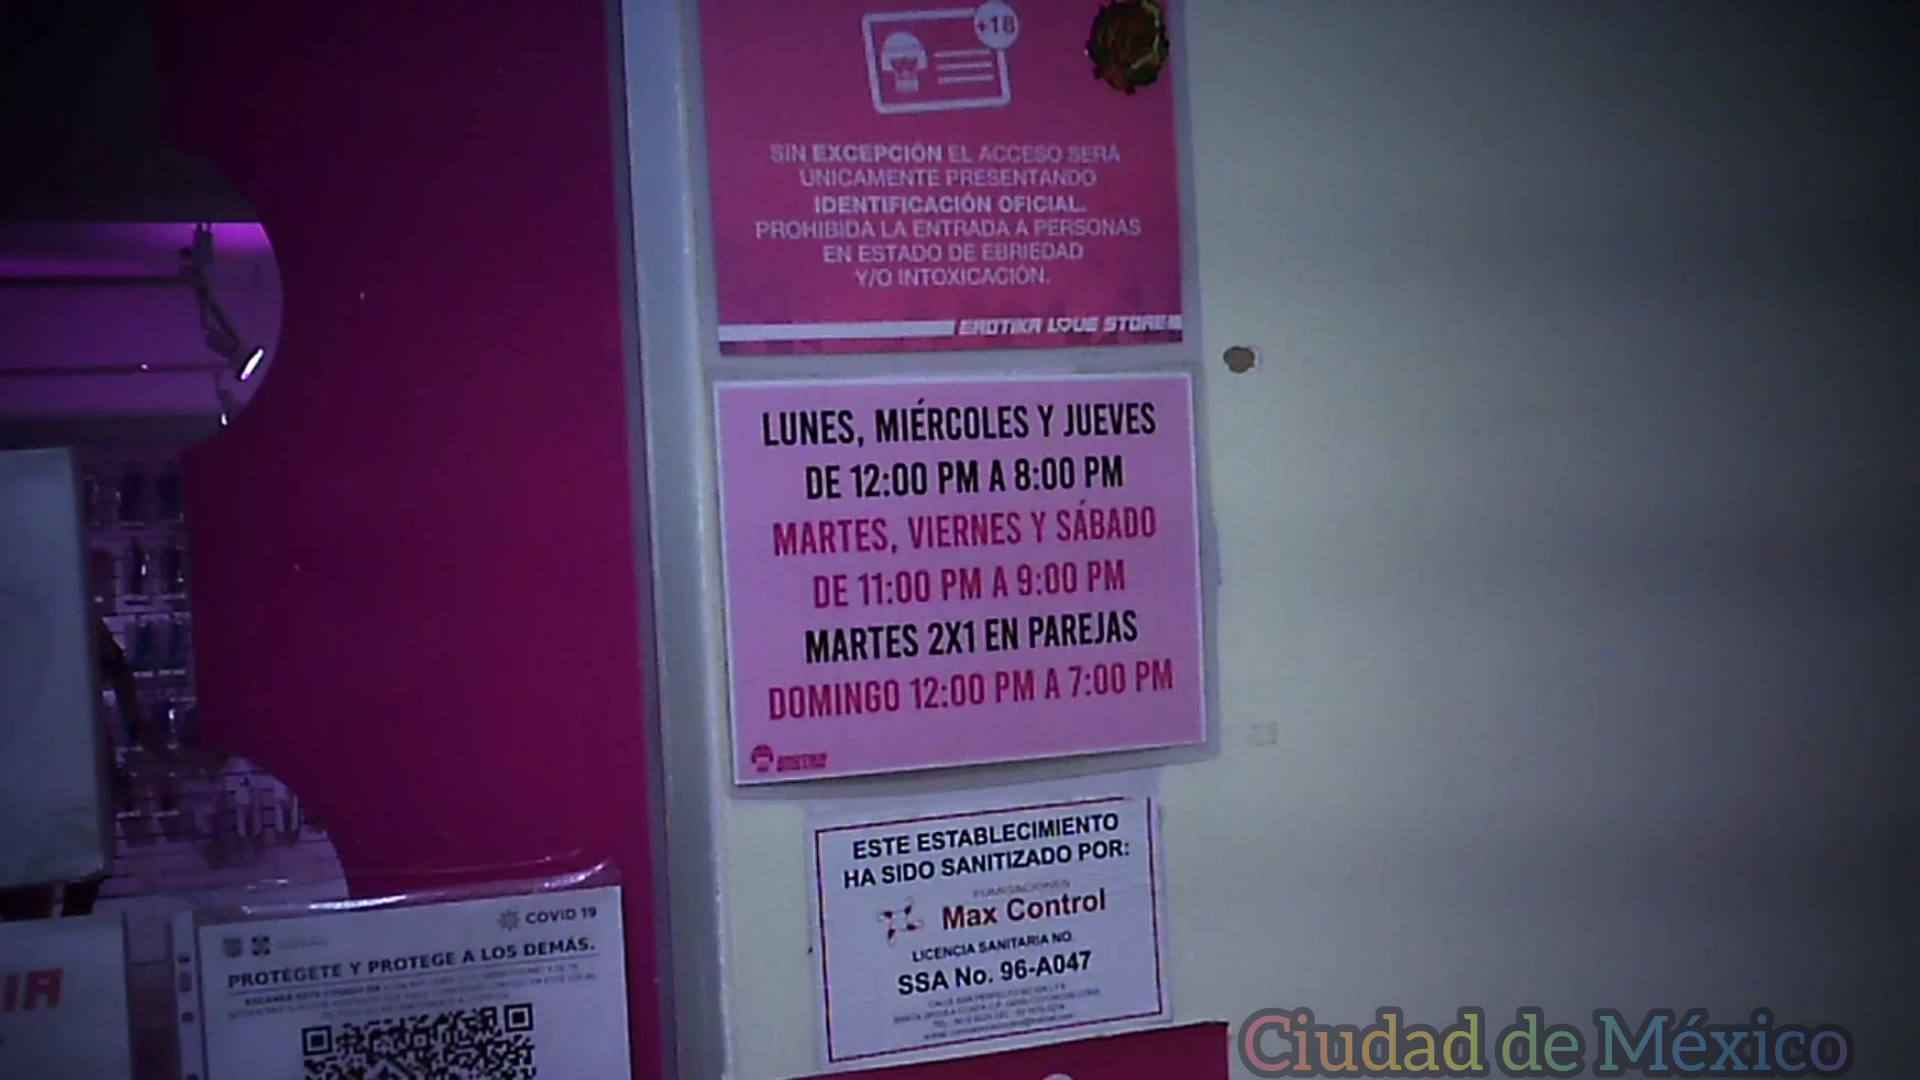 +18
SIN EXCEPCIÓN EL ACCESO SERÁ
ÚNICAMENTE PRESENTANDO
IDENTIFICACIÓN OFICIAL.
PROHIBIDA LA ENTRADA A PERSONAS
EN ESTADO DE EBRIEDAD
Y/O INTOXICACIÓN.
EROTIKA LOVE STORE
LUNES, MIÉRCOLES Y JUEVES
DE 12:00 PM A 8:00 PM
MARTES, VIERNES Y SÁBADO
DE 11:00 PM A 9:00 PM
MARTES 2X1 EN PAREJAS
DOMINGO 12:00 PM A 7:00 PM
EROTIKA
ESTE ESTABLECIMIENTO
HA SIDO SANITIZADO POR:
FUMIGACIONES
Max Control
LICENCIA SANITARIA NO.
SSA No. 96-A047
COVID 19
PROTÉGETE Y PROTEGE A LOS DEMÁS.
IR
Ciudad de México